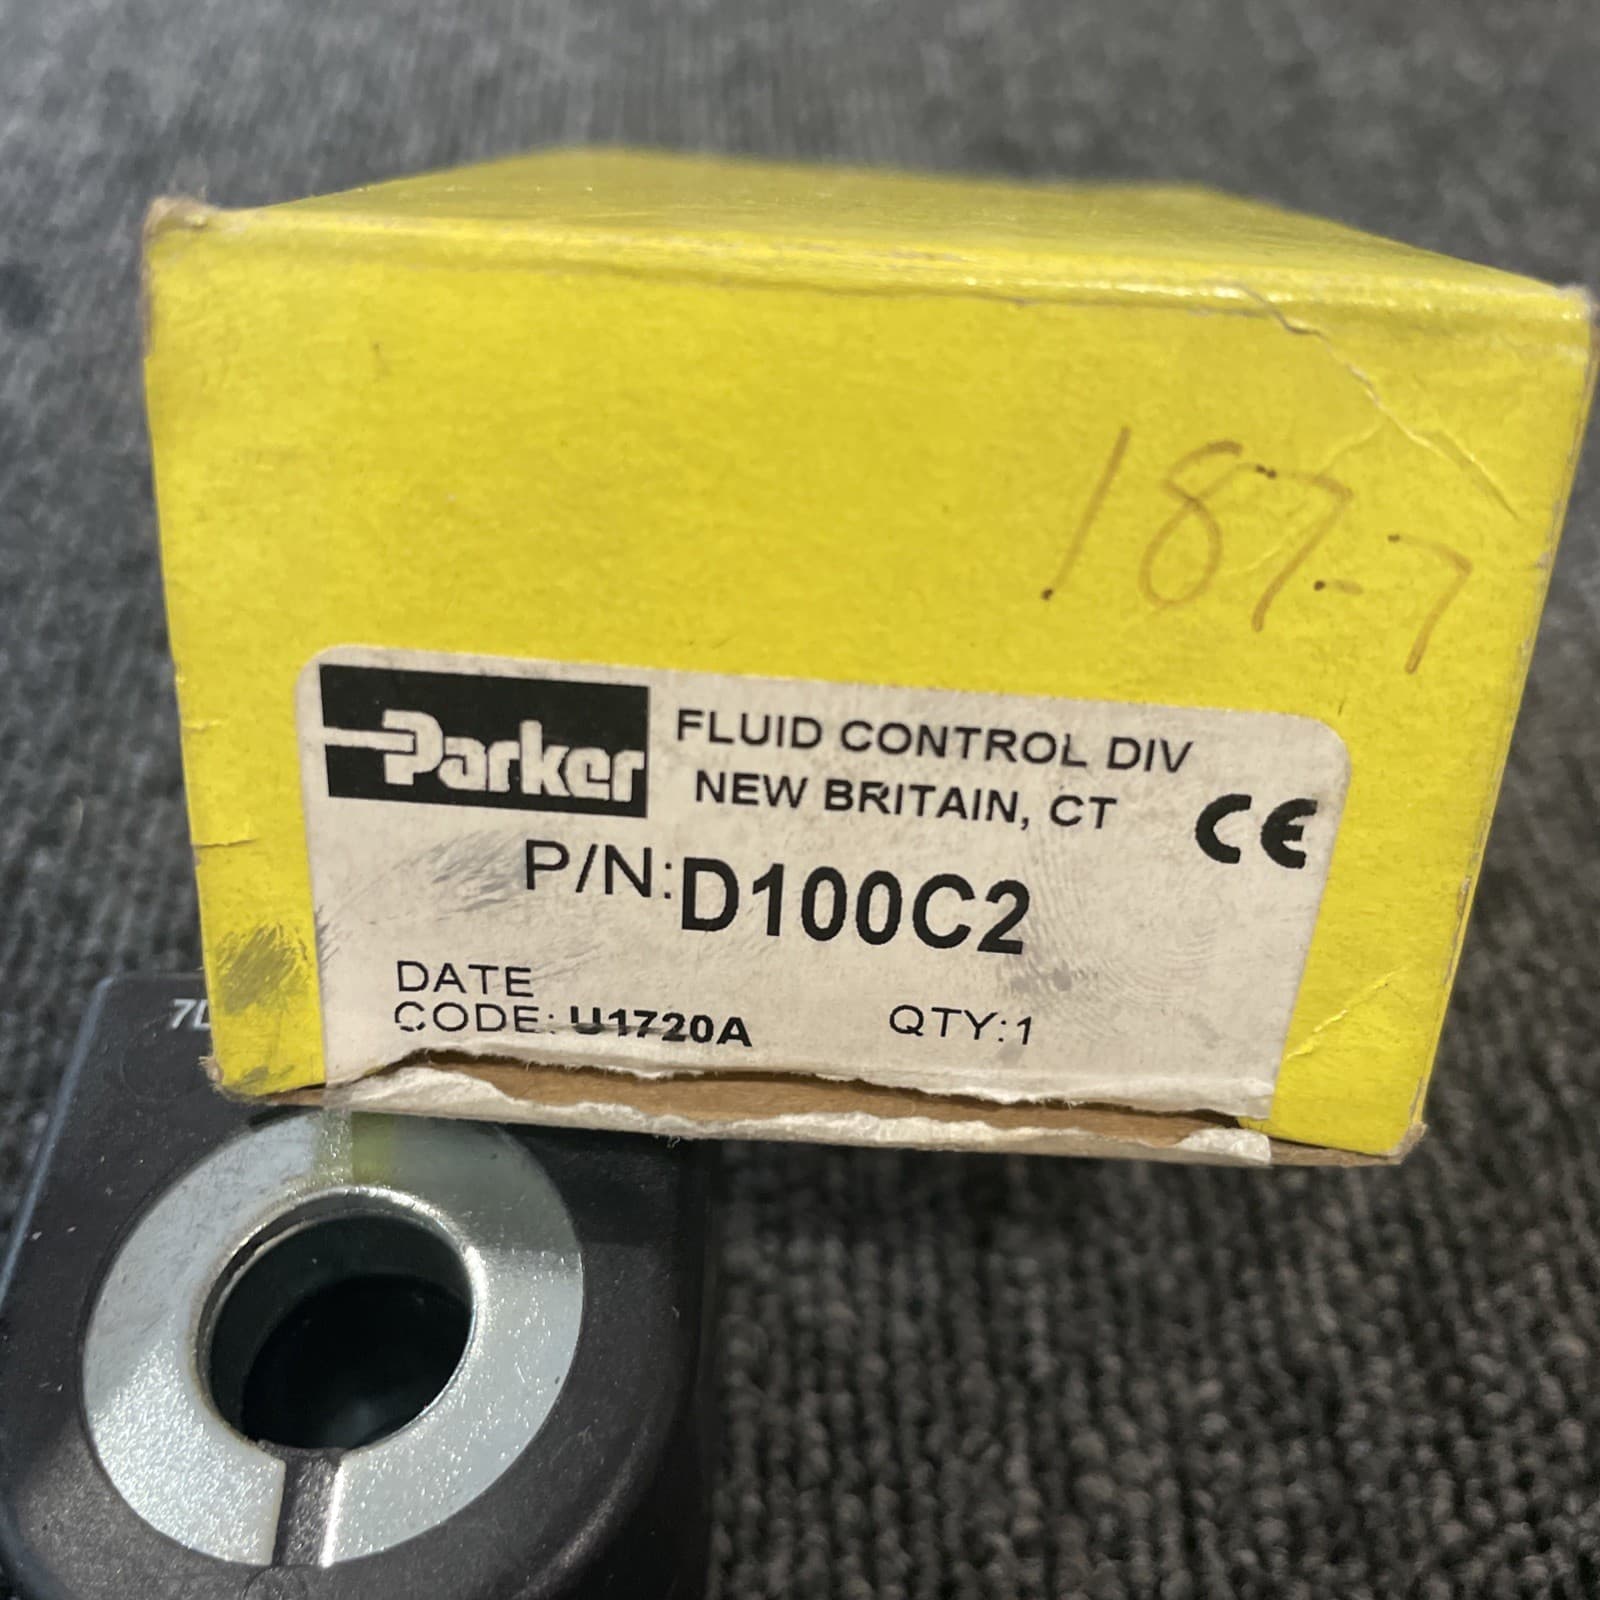 187-7
Parker
FLUID CONTROL DIV
NEW BRITAIN, CT
CE
P/N: D100C2
DATE
CODE: U1720A QTY:1